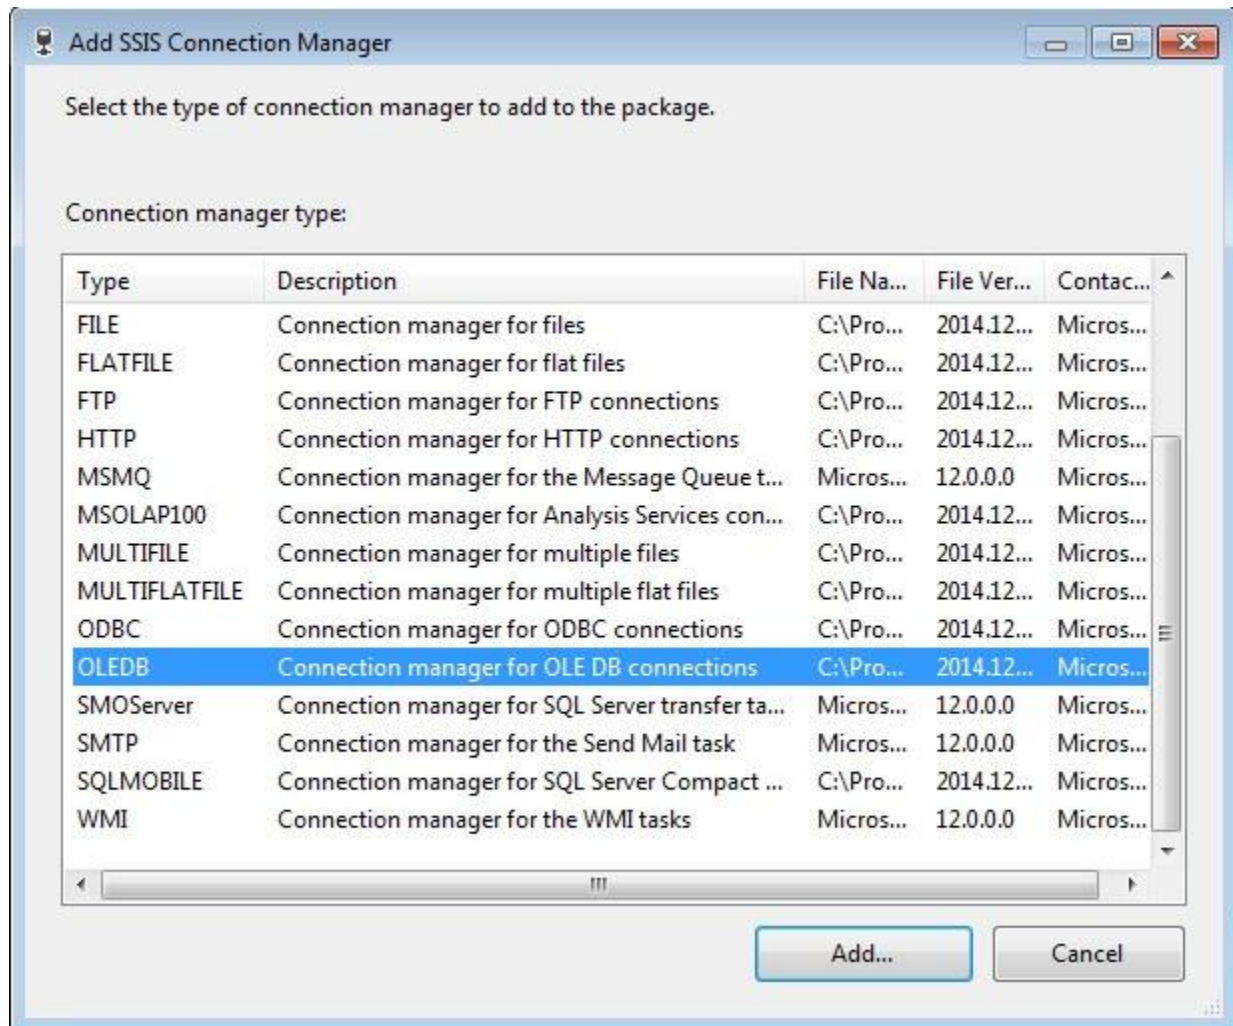 Add SSIS Connection Manager
Select the type of connection manager to add to the package.
Connection manager type:
Type Description File Na... File Ver... Contac...
FILE Connection manager for files C:\Pro... 2014.12... Micros...
FLATFILE Connection manager for flat files C:\Pro... 2014.12... Micros...
FTP Connection manager for FTP connections C:\Pro... 2014.12... Micros...
HTTP Connection manager for HTTP connections C:\Pro... 2014.12... Micros...
MSMQ Connection manager for the Message Queue t... Micros... 12.0.0.0 Micros...
MSOLAP100 Connection manager for Analysis Services con... C:\Pro... 2014.12... Micros...
MULTIFILE Connection manager for multiple files C:\Pro... 2014.12... Micros...
MULTIFLATFILE Connection manager for multiple flat files C:\Pro... 2014.12... Micros...
ODBC Connection manager for ODBC connections C:\Pro... 2014.12... Micros...
OLEDB Connection manager for OLE DB connections C:\Pro... 2014.12... Micros...
SMOServer Connection manager for SQL Server transfer ta... Micros... 12.0.0.0 Micros...
SMTP Connection manager for the Send Mail task Micros... 12.0.0.0 Micros...
SQLMOBILE Connection manager for SQL Server Compact ... C:\Pro... 2014.12... Micros...
WMI Connection manager for the WMI tasks Micros... 12.0.0.0 Micros...
Add... Cancel